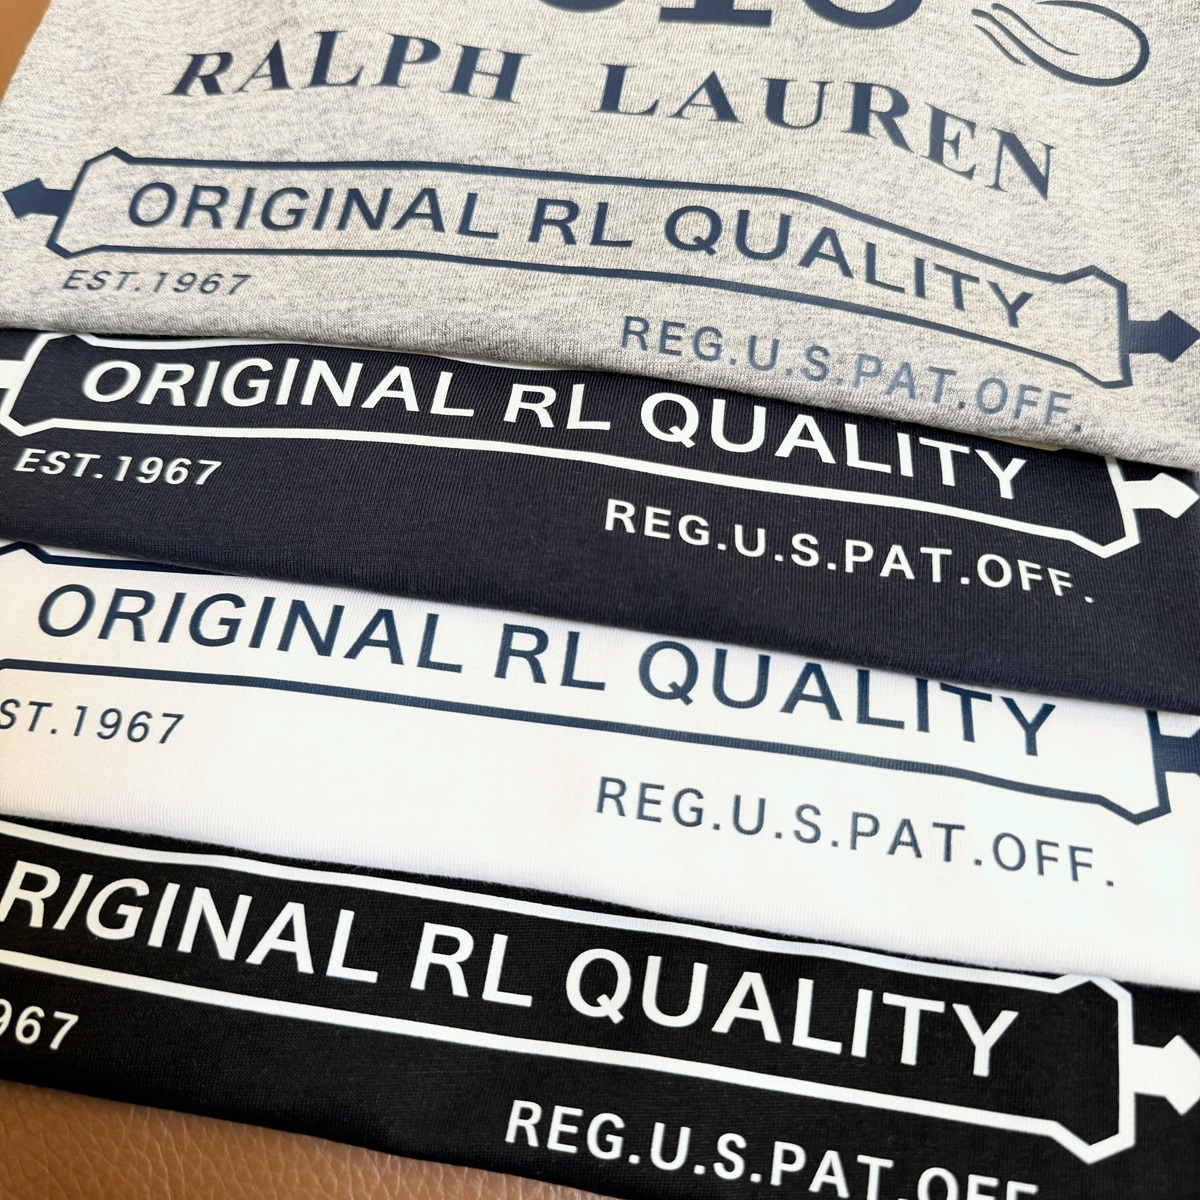 RALPH LAUREN
ORIGINAL RL QUALITY
EST.1967
REG.U.S.PAT.OFF.
ORIGINAL RL QUALITY
EST.1967
REG.U.S.PAT.OFF.
ORIGINAL RL QUALITY
ST.1967
REG.U.S.PAT.OFF.
RIGINAL RL QUALITY
967
REG.U.S.PAT.OFF